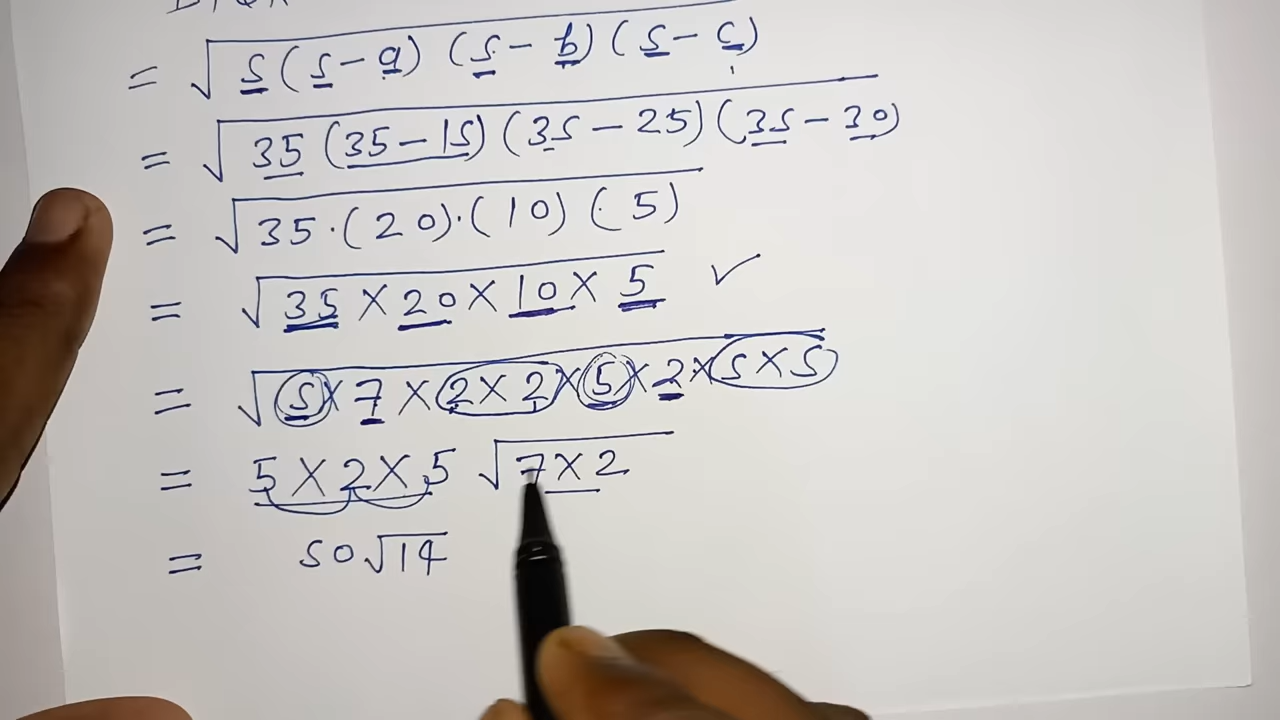 = √s(s-a)(s-b)(s-c)
= √35(35-15)(35-25)(35-30)
= √35·(20)·(10)(5)
= √35×20×10×5 ✓
= √5×7×2×2×5×2×5×5
= 5×2×5 √7×2
= 50√14